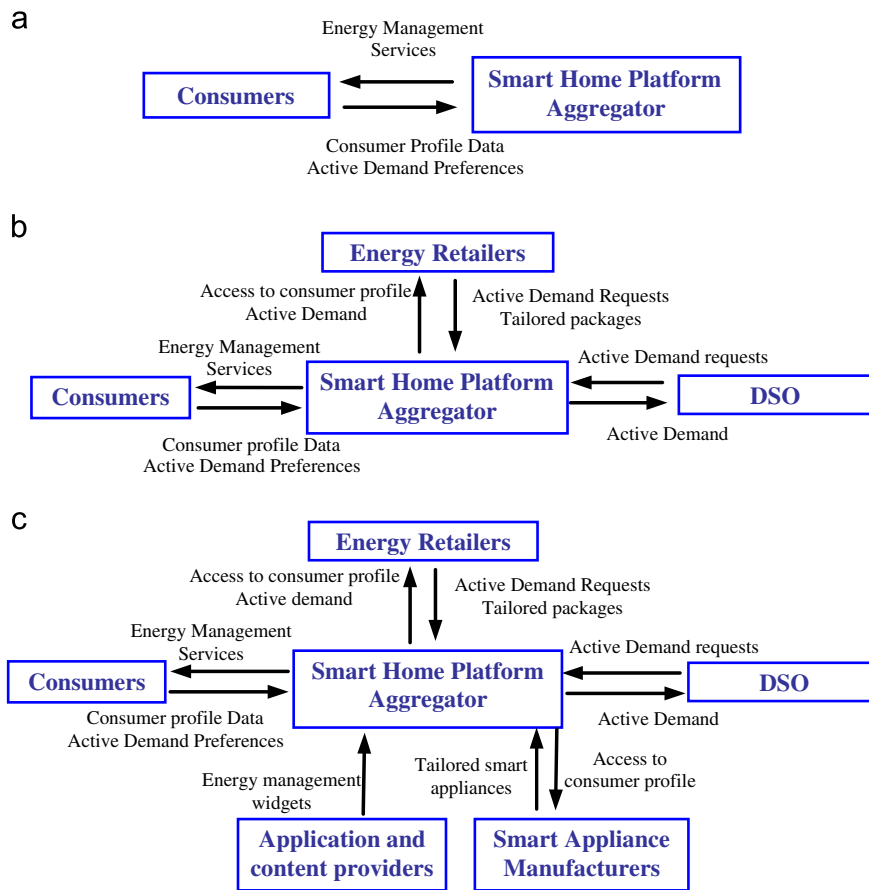 a
Energy Management
Services
Consumers
Smart Home Platform
Aggregator
Consumer Profile Data
Active Demand Preferences
b
Energy Retailers
Access to consumer profile
Active Demand
Active Demand Requests
Tailored packages
Energy Management
Services
Active Demand requests
Consumers
Smart Home Platform
Aggregator
DSO
Consumer profile Data
Active Demand Preferences
Active Demand
c
Energy Retailers
Access to consumer profile
Active demand
Active Demand Requests
Tailored packages
Energy Management
Services
Active Demand requests
Consumers
Smart Home Platform
Aggregator
DSO
Consumer profile Data
Active Demand Preferences
Active Demand
Energy management
widgets
Tailored smart
appliances
Access to
consumer profile
Application and
content providers
Smart Appliance
Manufacturers